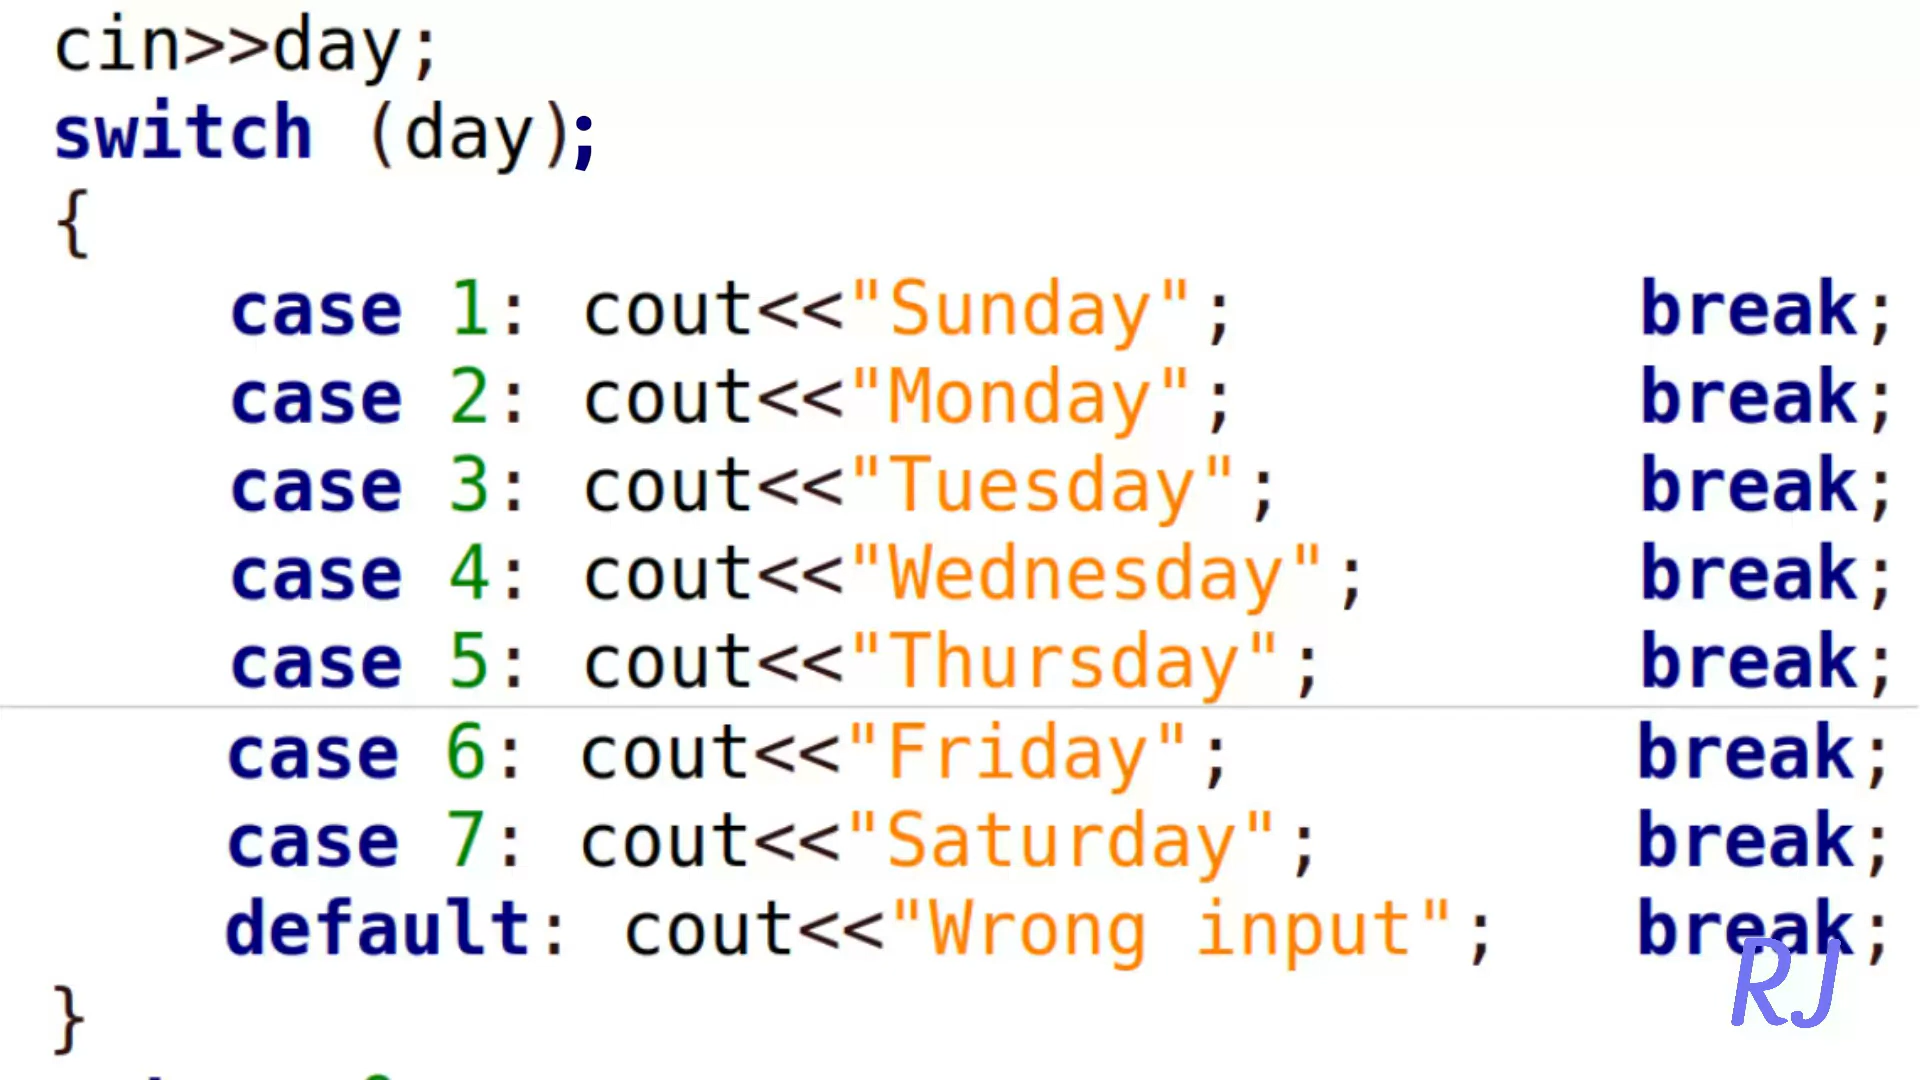 cin>>day;
switch (day);
{
case 1: cout<<"Sunday"; break;
case 2: cout<<"Monday"; break;
case 3: cout<<"Tuesday"; break;
case 4: cout<<"Wednesday"; break;
case 5: cout<<"Thursday"; break;
case 6: cout<<"Friday"; break;
case 7: cout<<"Saturday"; break;
default: cout<<"Wrong input"; break;
}
RJ